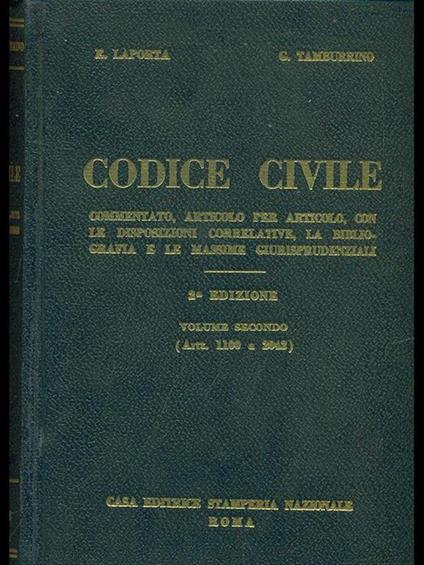 E. LAPORTA G. TAMBURRINO
CODICE CIVILE
COMMENTATO, ARTICOLO PER ARTICOLO, CON
LE DISPOSIZIONI CORRELATIVE, LA BIBLIO-
GRAFIA E LE MASSIME GIURISPRUDENZIALI
2ª EDIZIONE
VOLUME SECONDO
(Artt. 1100 a 2042)
CASA EDITRICE STAMPERIA NAZIONALE
ROMA